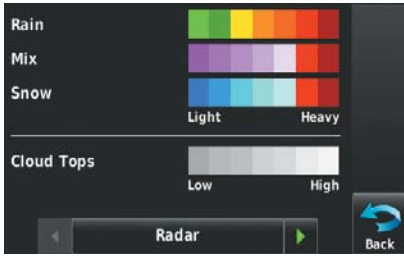 Rain
Mix
Snow
Light Heavy
Cloud Tops
Low High
Radar
Back